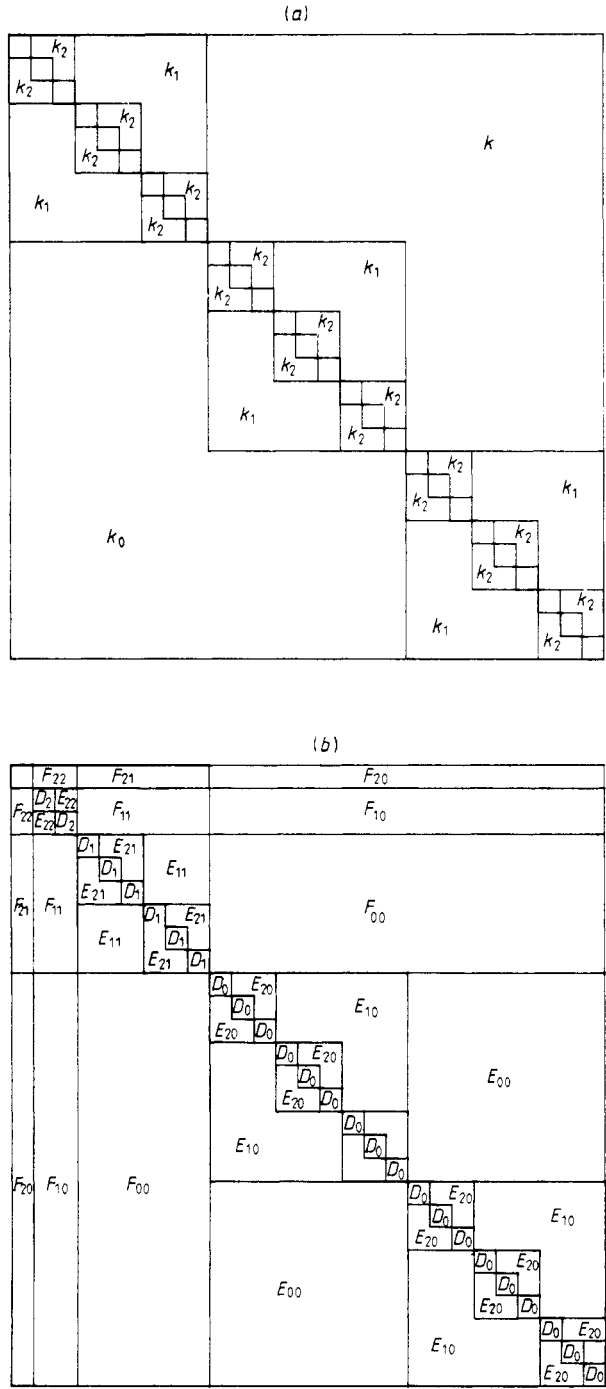 (a)
k₂
k₁
k₂
k₂
k
k₂
k₂
k₁
k₂
k₂
k₁
k₂
k₂
k₂
k₂
k₁
k₂
k₂
k₁
k₂
k₂
k₀
k₂
k₂
k₁
k₂
(b)
F₂₂ F₂₁ F₂₀
D₂ E₂₂
F₂₂ F₁₁ F₁₀
E₂₂ D₂
D₁ E₂₁
D₁ E₁₁
F₂₁ F₁₁ E₂₁ D₁
D₁ E₂₁ F₀₀
E₁₁ D₁
E₂₁ D₁
D₀ E₂₀
D₀ E₁₀
E₂₀ D₀
D₀ E₂₀
D₀ E₀₀
E₂₀ D₀
D₀
D₀
E₁₀
D₀
F₂₀ F₁₀ F₀₀ D₀ E₂₀
D₀ E₁₀
E₂₀ D₀
D₀ E₂₀
D₀
E₀₀ E₂₀ D₀
D₀ E₂₀
E₁₀ D₀
E₂₀ D₀